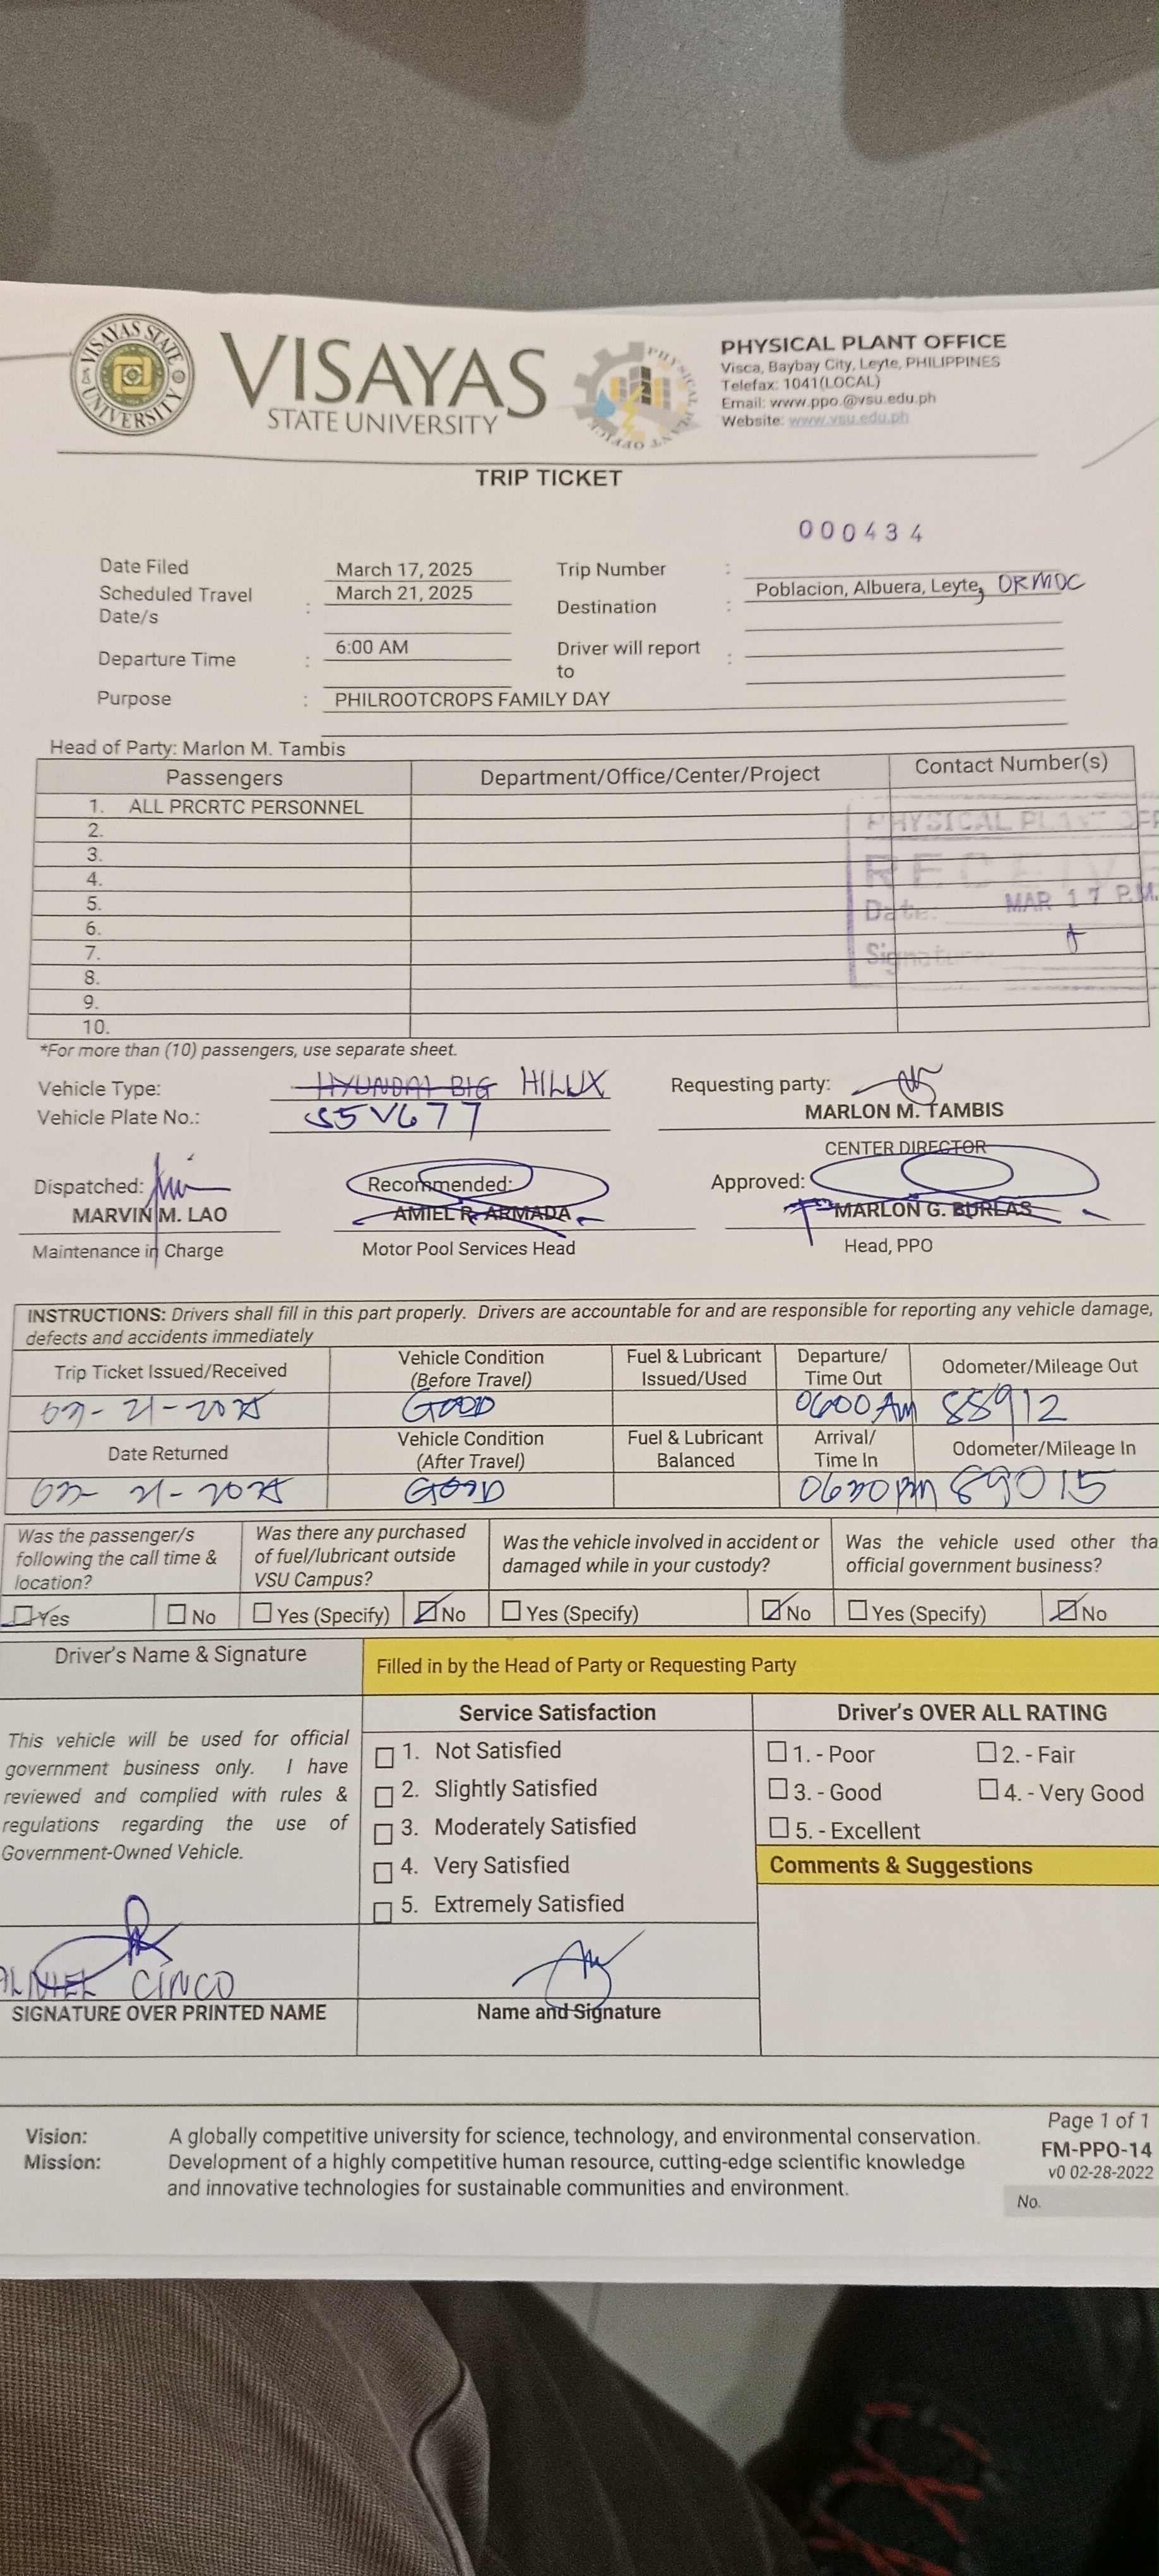 VISAYAS STATE UNIVERSITY
VISAYAS
STATE UNIVERSITY
PHYSICAL PLANT OFFICE
PHYSICAL PLANT OFFICE
Visca, Baybay City, Leyte, PHILIPPINES
Telefax: 1041(LOCAL)
Email: www.ppo.@vsu.edu.ph
Website: www.vsu.edu.ph
TRIP TICKET
000434
Date Filed March 17, 2025 Trip Number :
Scheduled Travel Date/s : March 21, 2025 Destination : Poblacion, Albuera, Leyte, ORMOC
Departure Time : 6:00 AM Driver will report to :
Purpose : PHILROOTCROPS FAMILY DAY
Head of Party: Marlon M. Tambis
Passengers Department/Office/Center/Project Contact Number(s)
1. ALL PRCRTC PERSONNEL
2.
3.
4.
5.
6.
7.
8.
9.
10.
PHYSICAL PLANT
RECEIVE
Date: MAR 17 P.M.
Signature
*For more than (10) passengers, use separate sheet.
Vehicle Type: HYUNDAI BIG HILUX Requesting party:
Vehicle Plate No.: S5V677 MARLON M. TAMBIS
CENTER DIRECTOR
Dispatched: Recommended: Approved:
MARVIN M. LAO AMIEL R. ARMADA MARLON G. BURLAS
Maintenance in Charge Motor Pool Services Head Head, PPO
INSTRUCTIONS: Drivers shall fill in this part properly. Drivers are accountable for and are responsible for reporting any vehicle damage,
defects and accidents immediately
Trip Ticket Issued/Received Vehicle Condition (Before Travel) Fuel & Lubricant Issued/Used Departure/ Time Out Odometer/Mileage Out
03-21-2025 GOOD 0600 AM 88912
Date Returned Vehicle Condition (After Travel) Fuel & Lubricant Balanced Arrival/ Time In Odometer/Mileage In
03-21-2025 GOOD 0620 PM 89015
Was the passenger/s following the call time & location? Was there any purchased of fuel/lubricant outside VSU Campus? Was the vehicle involved in accident or damaged while in your custody? Was the vehicle used other tha official government business?
Yes No Yes (Specify) No Yes (Specify) No Yes (Specify) No
Driver's Name & Signature Filled in by the Head of Party or Requesting Party
Service Satisfaction Driver's OVER ALL RATING
This vehicle will be used for official
government business only. I have
reviewed and complied with rules &
regulations regarding the use of
Government-Owned Vehicle.
1. Not Satisfied
2. Slightly Satisfied
3. Moderately Satisfied
4. Very Satisfied
5. Extremely Satisfied
1. - Poor 2. - Fair
3. - Good 4. - Very Good
5. - Excellent
Comments & Suggestions
CINCO
SIGNATURE OVER PRINTED NAME Name and Signature
Vision: A globally competitive university for science, technology, and environmental conservation.
Mission: Development of a highly competitive human resource, cutting-edge scientific knowledge
and innovative technologies for sustainable communities and environment.
Page 1 of 1
FM-PPO-14
v0 02-28-2022
No.